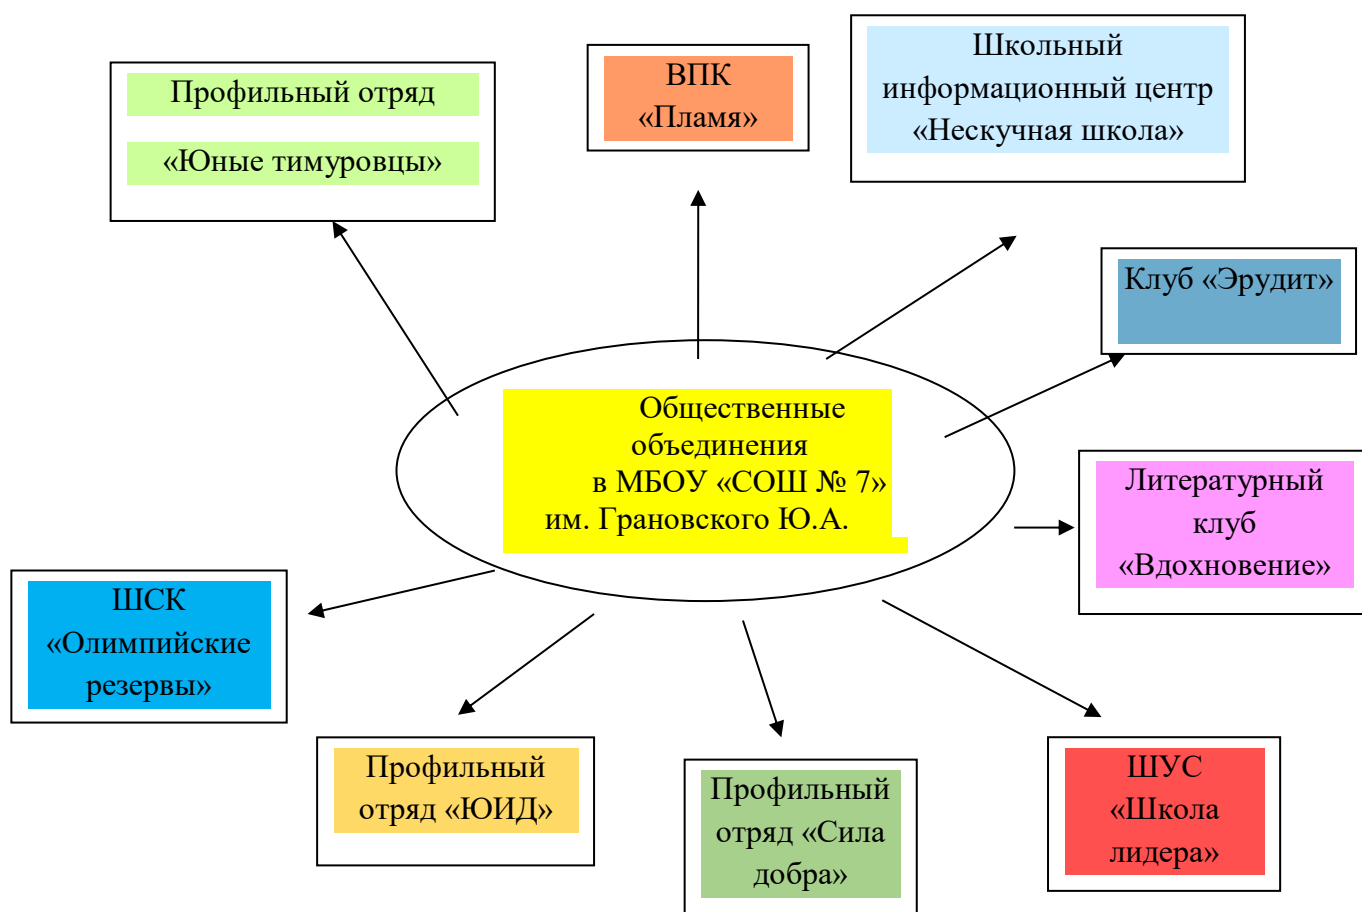 Профильный отряд
«Юные тимуровцы»
ВПК
«Пламя»
Школьный
информационный центр
«Нескучная школа»
Клуб «Эрудит»
Общественные
объединения
в МБОУ «СОШ № 7»
им. Грановского Ю.А.
Литературный
клуб
«Вдохновение»
ШСК
«Олимпийские
резервы»
Профильный
отряд «ЮИД»
Профильный
отряд «Сила
добра»
ШУС
«Школа
лидера»